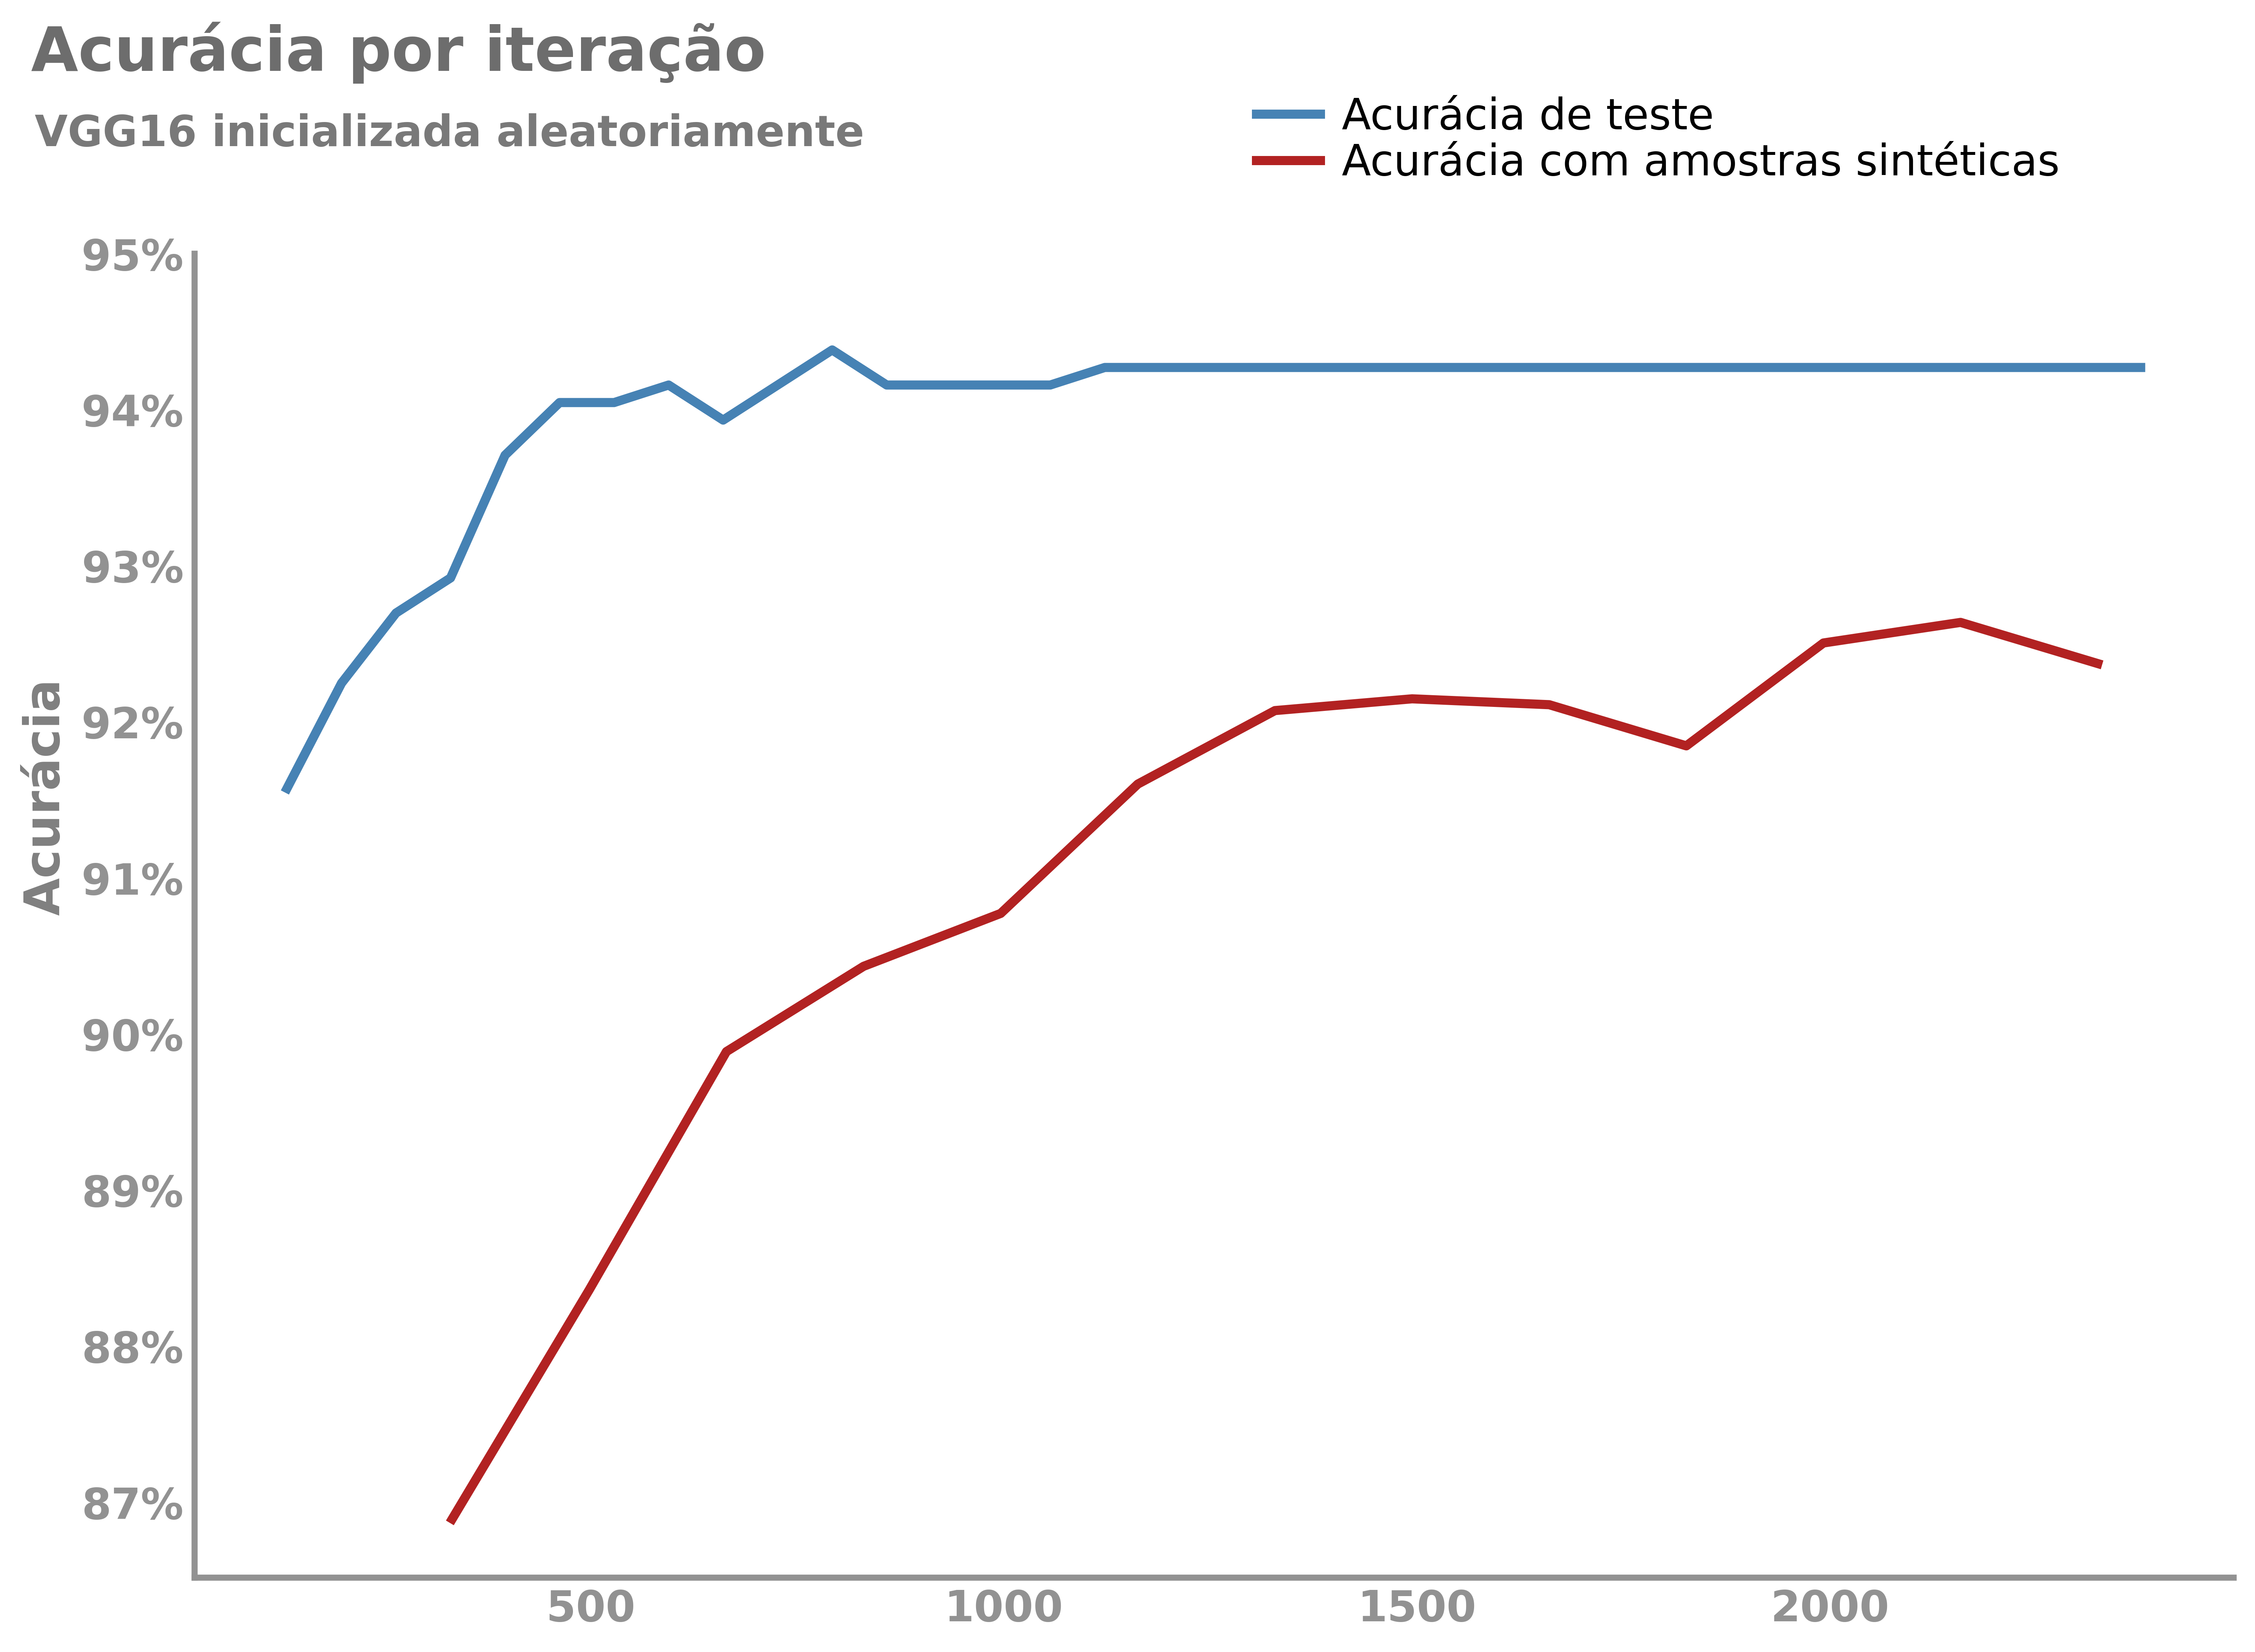 Acurácia por iteração
VGG16 inicializada aleatoriamente
Acurácia de teste
Acurácia com amostras sintéticas
95%
94%
93%
92%
91%
90%
89%
88%
87%
Acurácia
500
1000
1500
2000